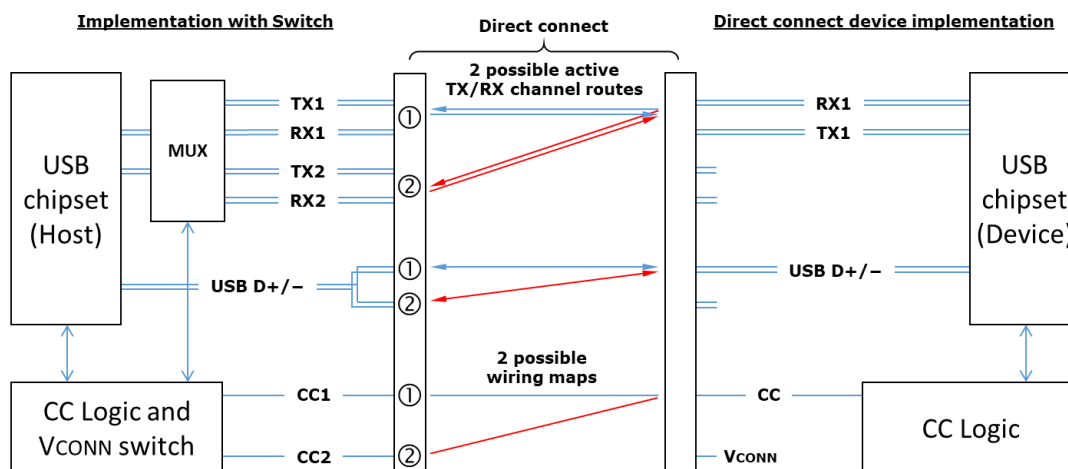 Implementation with Switch
Direct connect
Direct connect device implementation
2 possible active
TX/RX channel routes
USB
chipset
(Host)
MUX
TX1
RX1
TX2
RX2
①
②
RX1
TX1
USB
chipset
(Device)
USB D+/−
①
②
USB D+/−
2 possible
wiring maps
CC Logic and
VCONN switch
CC1
CC2
①
②
CC
VCONN
CC Logic